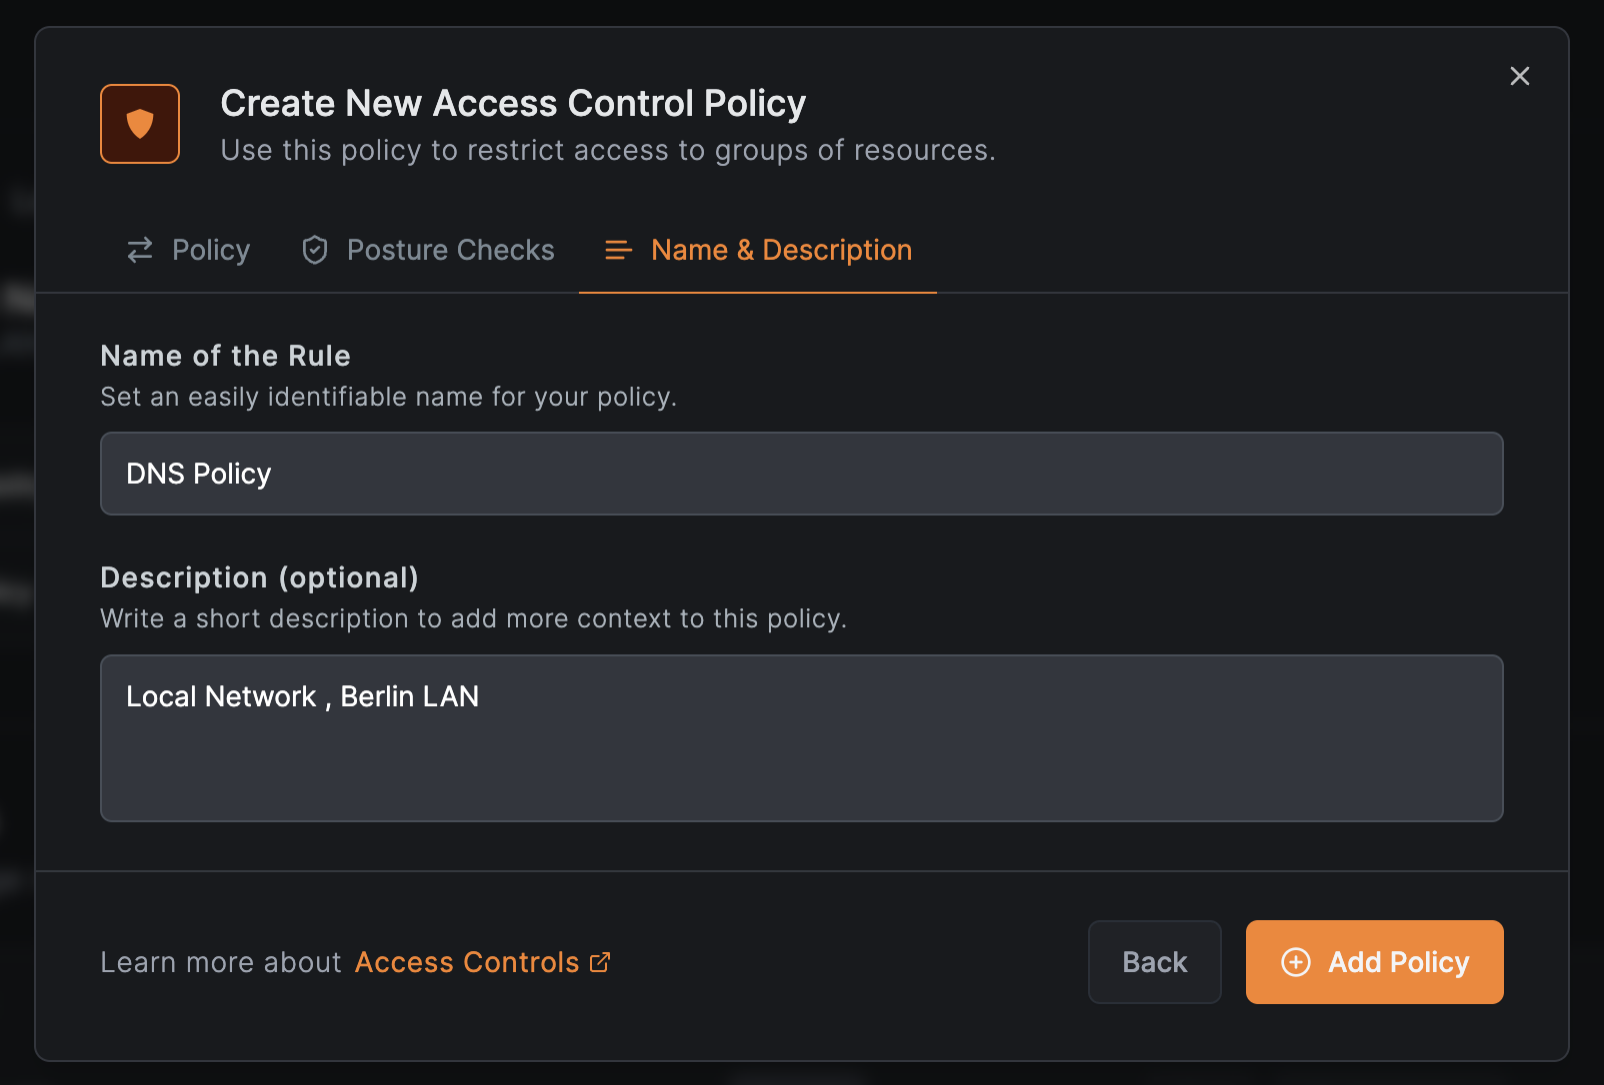 Create New Access Control Policy
Use this policy to restrict access to groups of resources.
Policy
Posture Checks
Name & Description
Name of the Rule
Set an easily identifiable name for your policy.
DNS Policy
Description (optional)
Write a short description to add more context to this policy.
Local Network , Berlin LAN
Learn more about Access Controls
Back
Add Policy